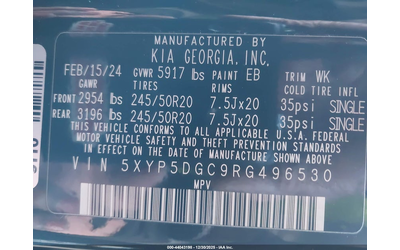 MANUFACTURED BY
KIA GEORGIA, INC.
FEB/15/24 GVWR 5917 lbs PAINT EB TRIM WK
GAWR TIRES RIMS COLD TIRE INFL
FRONT 2954 lbs 245/50R20 7.5Jx20 35psi SINGLE
REAR 3196 lbs 245/50R20 7.5Jx20 35psi SINGLE
THIS VEHICLE CONFORMS TO ALL APPLICABLE U.S.A. FEDERAL
MOTOR VEHICLE SAFETY AND THEFT PREVENTION STANDARDS
IN EFFECT ON THE DATE OF MANUFACTURE SHOWN ABOVE.
VIN 5XYP5DGC9RG496530
MPV